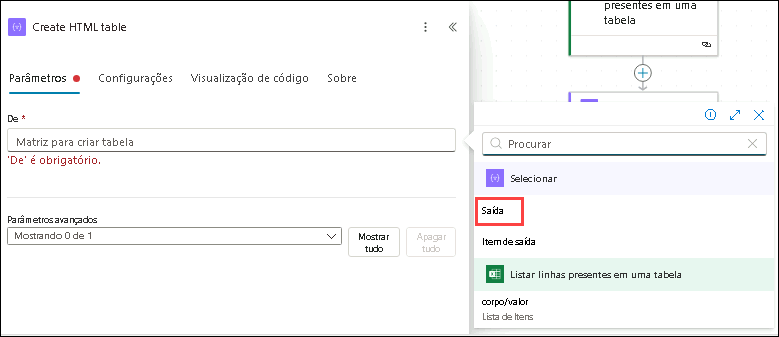 Create HTML table
Parâmetros
Configurações
Visualização de código
Sobre
De *
Matriz para criar tabela
'De' é obrigatório.
Parâmetros avançados
Mostrando 0 de 1
Mostrar
tudo
Apagar
tudo
presentes em uma
tabela
Procurar
Selecionar
Saída
Item de saída
Listar linhas presentes em uma tabela
corpo/valor
Lista de Itens